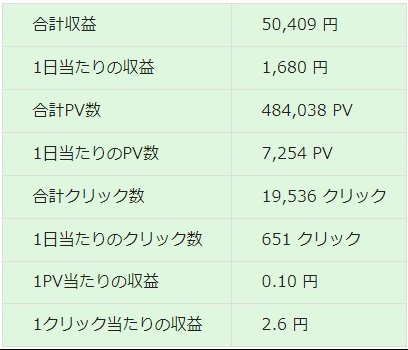 合計収益 50,409 円
1日当たりの収益 1,680 円
合計PV数 484,038 PV
1日当たりのPV数 7,254 PV
合計クリック数 19,536 クリック
1日当たりのクリック数 651 クリック
1PV当たりの収益 0.10 円
1クリック当たりの収益 2.6 円